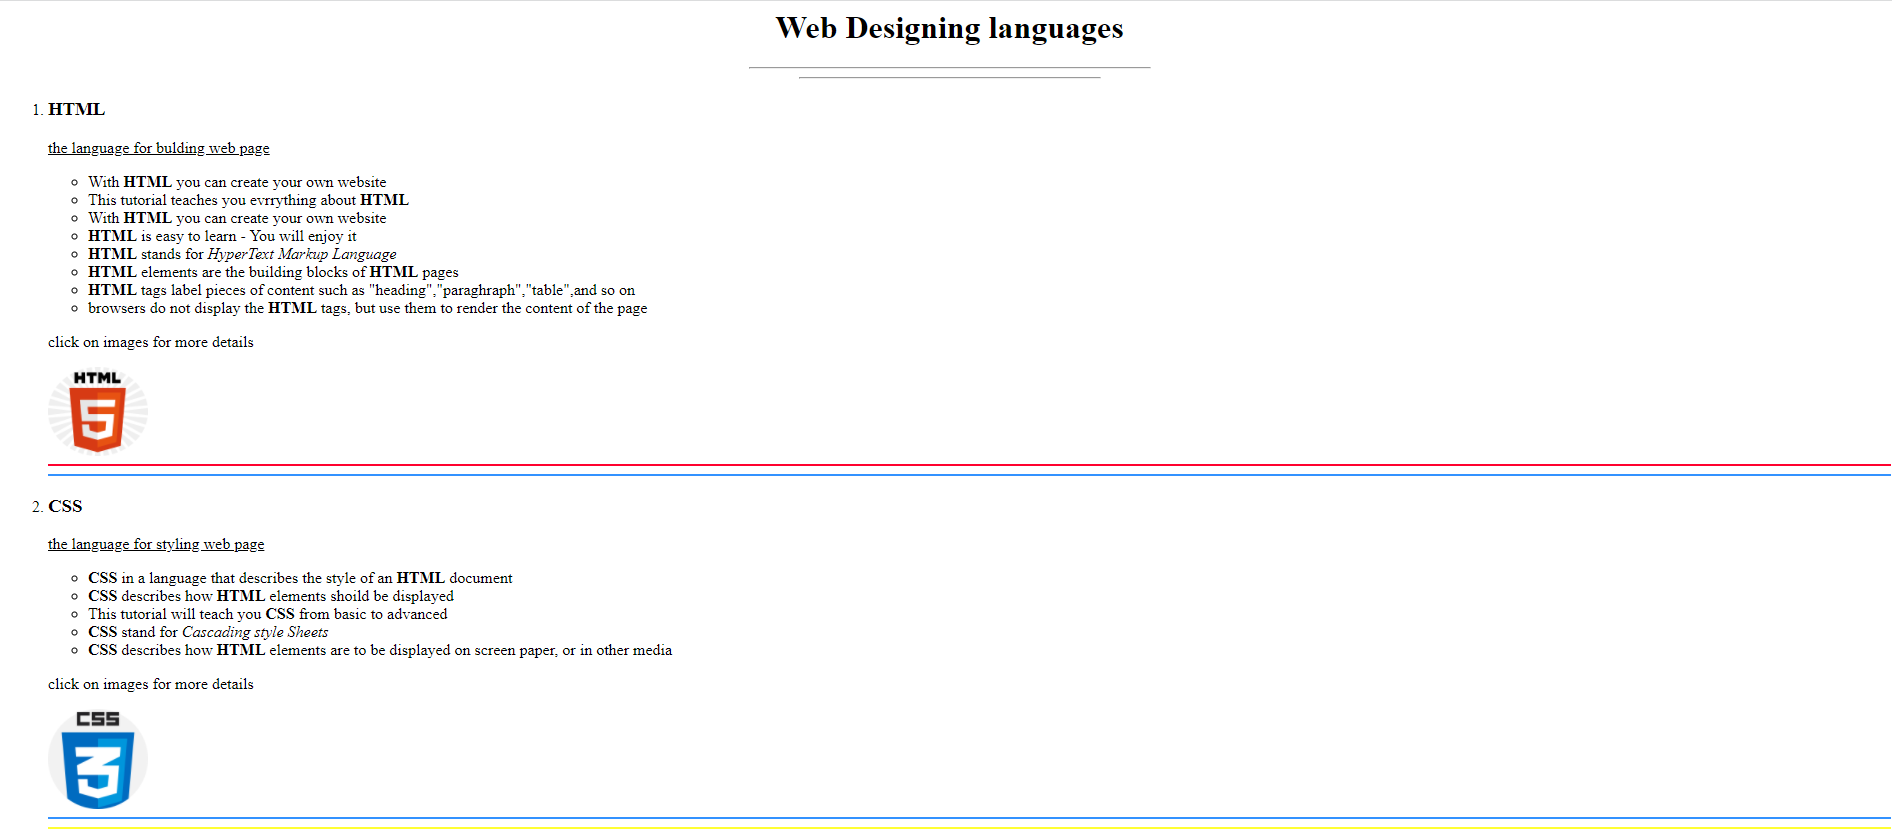 Web Designing languages
1. HTML
the language for bulding web page
With HTML you can create your own website
This tutorial teaches you evrrything about HTML
With HTML you can create your own website
HTML is easy to learn - You will enjoy it
HTML stands for HyperText Markup Language
HTML elements are the building blocks of HTML pages
HTML tags label pieces of content such as "heading","paraghraph","table",and so on
browsers do not display the HTML tags, but use them to render the content of the page
click on images for more details
HTML
5
2. CSS
the language for styling web page
CSS in a language that describes the style of an HTML document
CSS describes how HTML elements shoild be displayed
This tutorial will teach you CSS from basic to advanced
CSS stand for Cascading style Sheets
CSS describes how HTML elements are to be displayed on screen paper, or in other media
click on images for more details
CSS
3